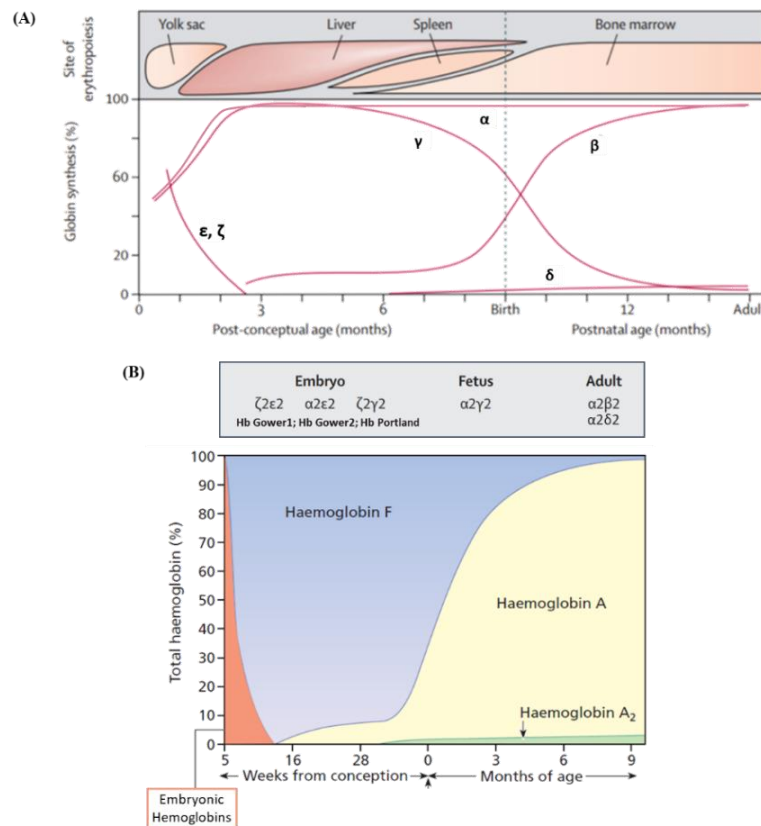 (A)
Yolk sac
Liver
Spleen
Bone marrow
Site of
erythropoiesis
Globin synthesis (%)
100
60
20
0
α
γ
β
ε, ζ
δ
0
3
6
Birth
12
Adul
Post-conceptual age (months)
Postnatal age (months)
(B)
Embryo
Fetus
Adult
ζ2ε2 α2ε2 ζ2γ2
α2γ2
α2β2
Hb Gower1; Hb Gower2; Hb Portland
α2δ2
Total haemoglobin (%)
100
90
80
70
60
50
40
30
20
10
0
Haemoglobin F
Haemoglobin A
Haemoglobin A2
5
16
28
0
3
6
9
Weeks from conception
Months of age
Embryonic
Hemoglobins